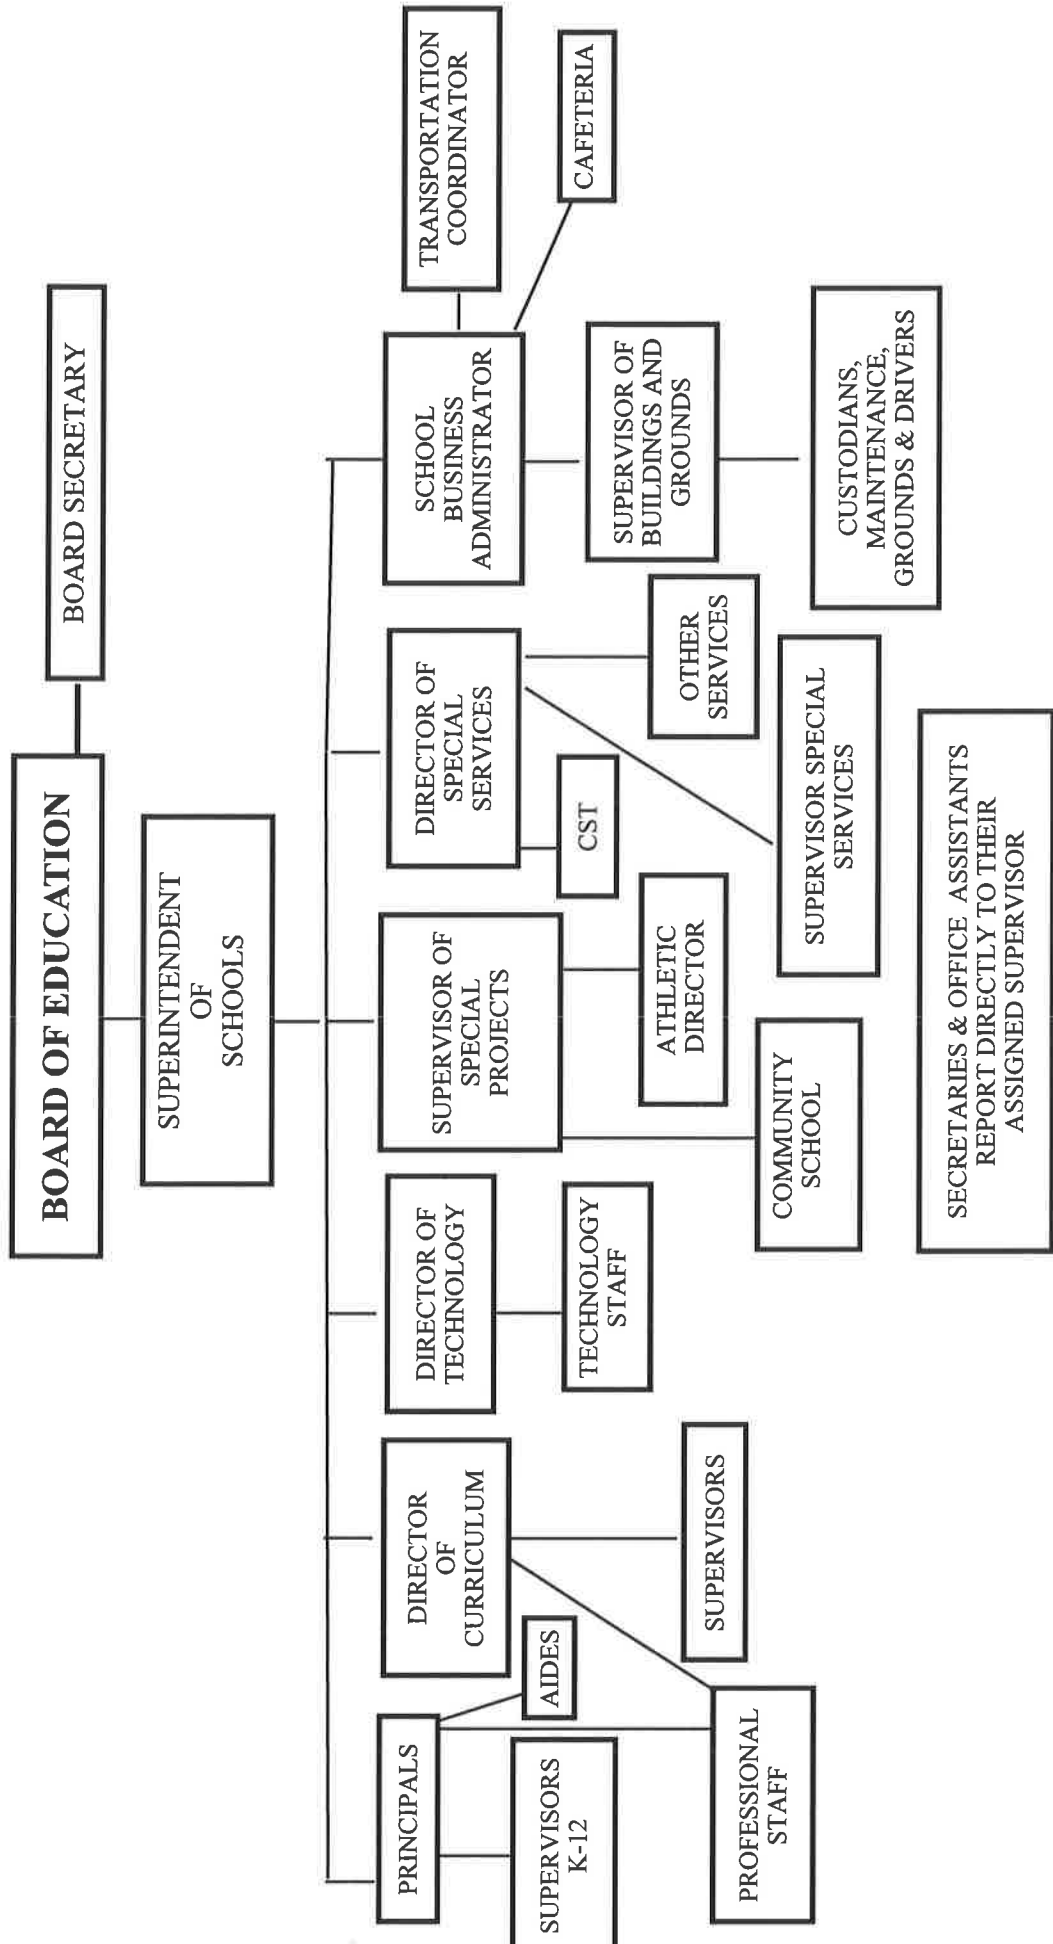 BOARD OF EDUCATION
BOARD SECRETARY
SUPERINTENDENT
OF
SCHOOLS
PRINCIPALS
DIRECTOR
OF
CURRICULUM
DIRECTOR OF
TECHNOLOGY
SUPERVISOR OF
SPECIAL
PROJECTS
DIRECTOR OF
SPECIAL
SERVICES
SCHOOL
BUSINESS
ADMINISTRATOR
TRANSPORTATION
COORDINATOR
CAFETERIA
SUPERVISORS
K-12
AIDES
TECHNOLOGY
STAFF
CST
SUPERVISOR OF
BUILDINGS AND
GROUNDS
PROFESSIONAL
STAFF
SUPERVISORS
ATHLETIC
DIRECTOR
OTHER
SERVICES
COMMUNITY
SCHOOL
SUPERVISOR SPECIAL
SERVICES
CUSTODIANS,
MAINTENANCE,
GROUNDS & DRIVERS
SECRETARIES & OFFICE ASSISTANTS
REPORT DIRECTLY TO THEIR
ASSIGNED SUPERVISOR